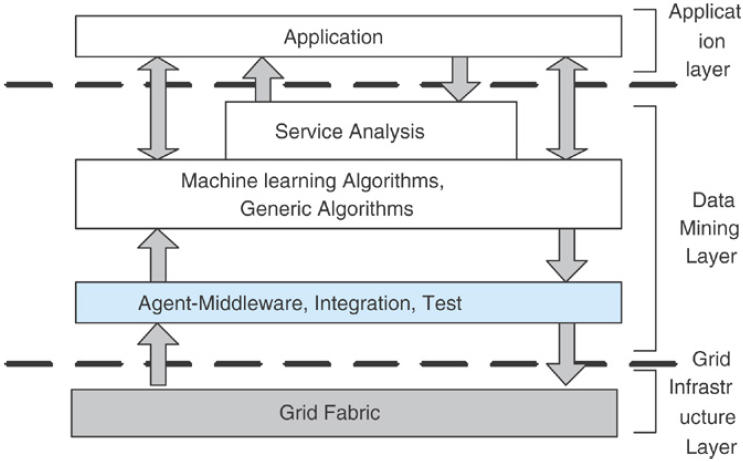 Application
Service Analysis
Machine learning Algorithms,
Generic Algorithms
Agent-Middleware, Integration, Test
Grid Fabric
Applicat
ion
layer
Data
Mining
Layer
Grid
Infrastr
ucture
Layer